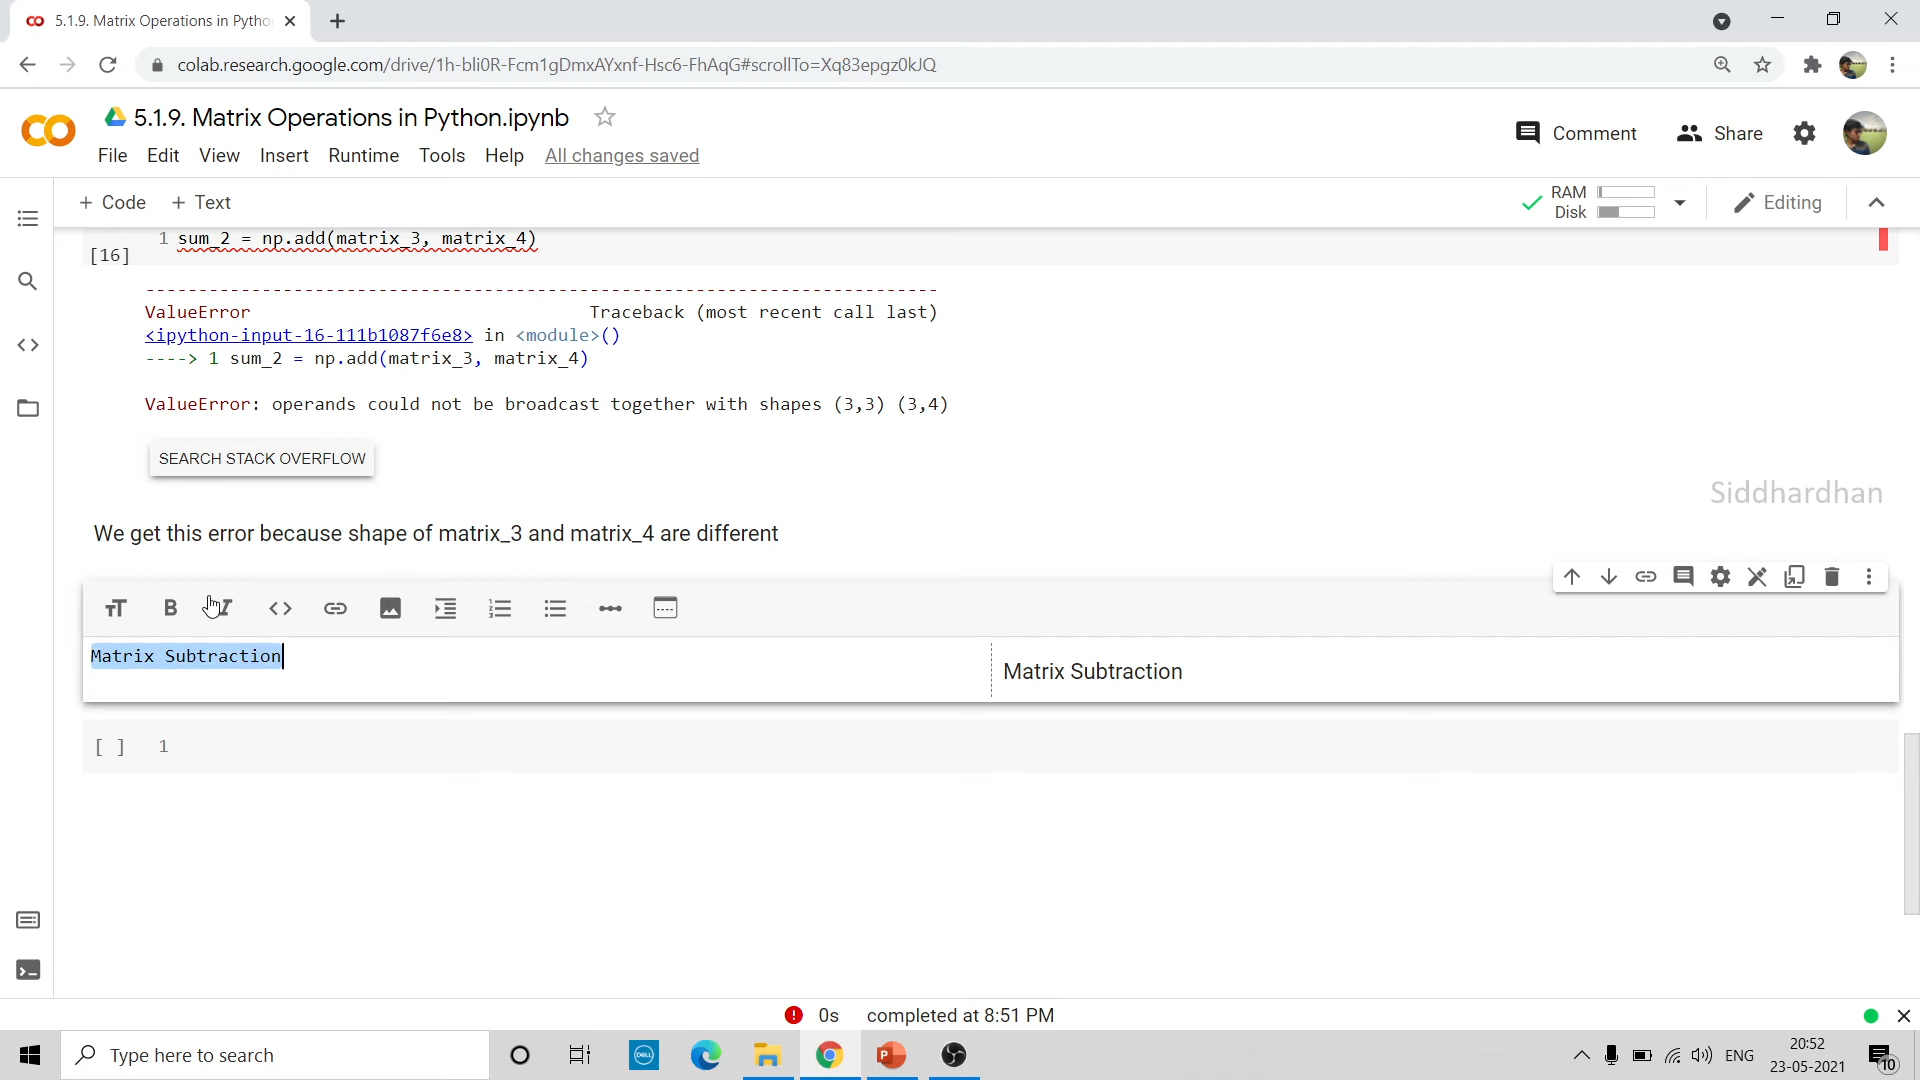 5.1.9. Matrix Operations in Pytho
colab.research.google.com/drive/1h-bli0R-Fcm1gDmxAYxnf-Hsc6-FhAqG#scrollTo=Xq83epgz0kJQ
5.1.9. Matrix Operations in Python.ipynb
File Edit View Insert Runtime Tools Help All changes saved
Comment Share
+ Code + Text
RAM
Disk
Editing
1 sum_2 = np.add(matrix_3, matrix_4)
[16]
---------------------------------------------------------------------------
ValueError Traceback (most recent call last)
<ipython-input-16-111b1087f6e8> in <module>()
----> 1 sum_2 = np.add(matrix_3, matrix_4)
ValueError: operands could not be broadcast together with shapes (3,3) (3,4)
SEARCH STACK OVERFLOW
Siddhardhan
We get this error because shape of matrix_3 and matrix_4 are different
Matrix Subtraction
Matrix Subtraction
[ ] 1
0s completed at 8:51 PM
Type here to search
DELL
ENG
20:52
23-05-2021
10